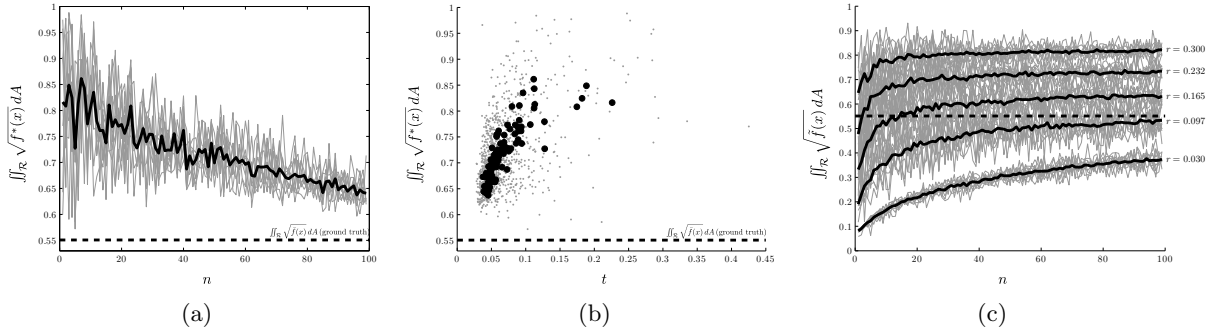 1
0.95
0.9
0.85
0.8
0.75
0.7
0.65
0.6
0.55
0 20 40 60 80 100
n
∬_R √f*(x) dA
∬_R √f̄(x) dA (ground truth)
(a)
1
0.95
0.9
0.85
0.8
0.75
0.7
0.65
0.6
0.55
0 0.05 0.1 0.15 0.2 0.25 0.3 0.35 0.4 0.45
t
∬_R √f*(x) dA
∬_R √f̄(x) dA (ground truth)
(b)
1
0.9
0.8
0.7
0.6
0.5
0.4
0.3
0.2
0.1
0
0 20 40 60 80 100
n
∬_R √f̃(x) dA
r = 0.300
r = 0.232
r = 0.165
r = 0.097
r = 0.030
(c)